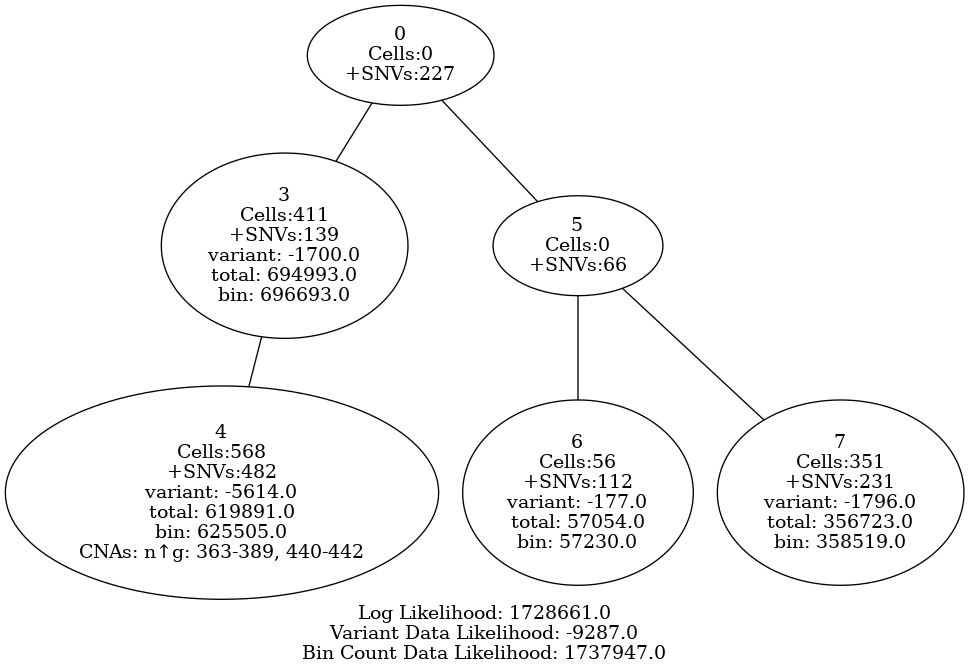 0
Cells:0
+SNVs:227
3
Cells:411
+SNVs:139
variant: -1700.0
total: 694993.0
bin: 696693.0
5
Cells:0
+SNVs:66
4
Cells:568
+SNVs:482
variant: -5614.0
total: 619891.0
bin: 625505.0
CNAs: n↑g: 363-389, 440-442
6
Cells:56
+SNVs:112
variant: -177.0
total: 57054.0
bin: 57230.0
7
Cells:351
+SNVs:231
variant: -1796.0
total: 356723.0
bin: 358519.0
Log Likelihood: 1728661.0
Variant Data Likelihood: -9287.0
Bin Count Data Likelihood: 1737947.0